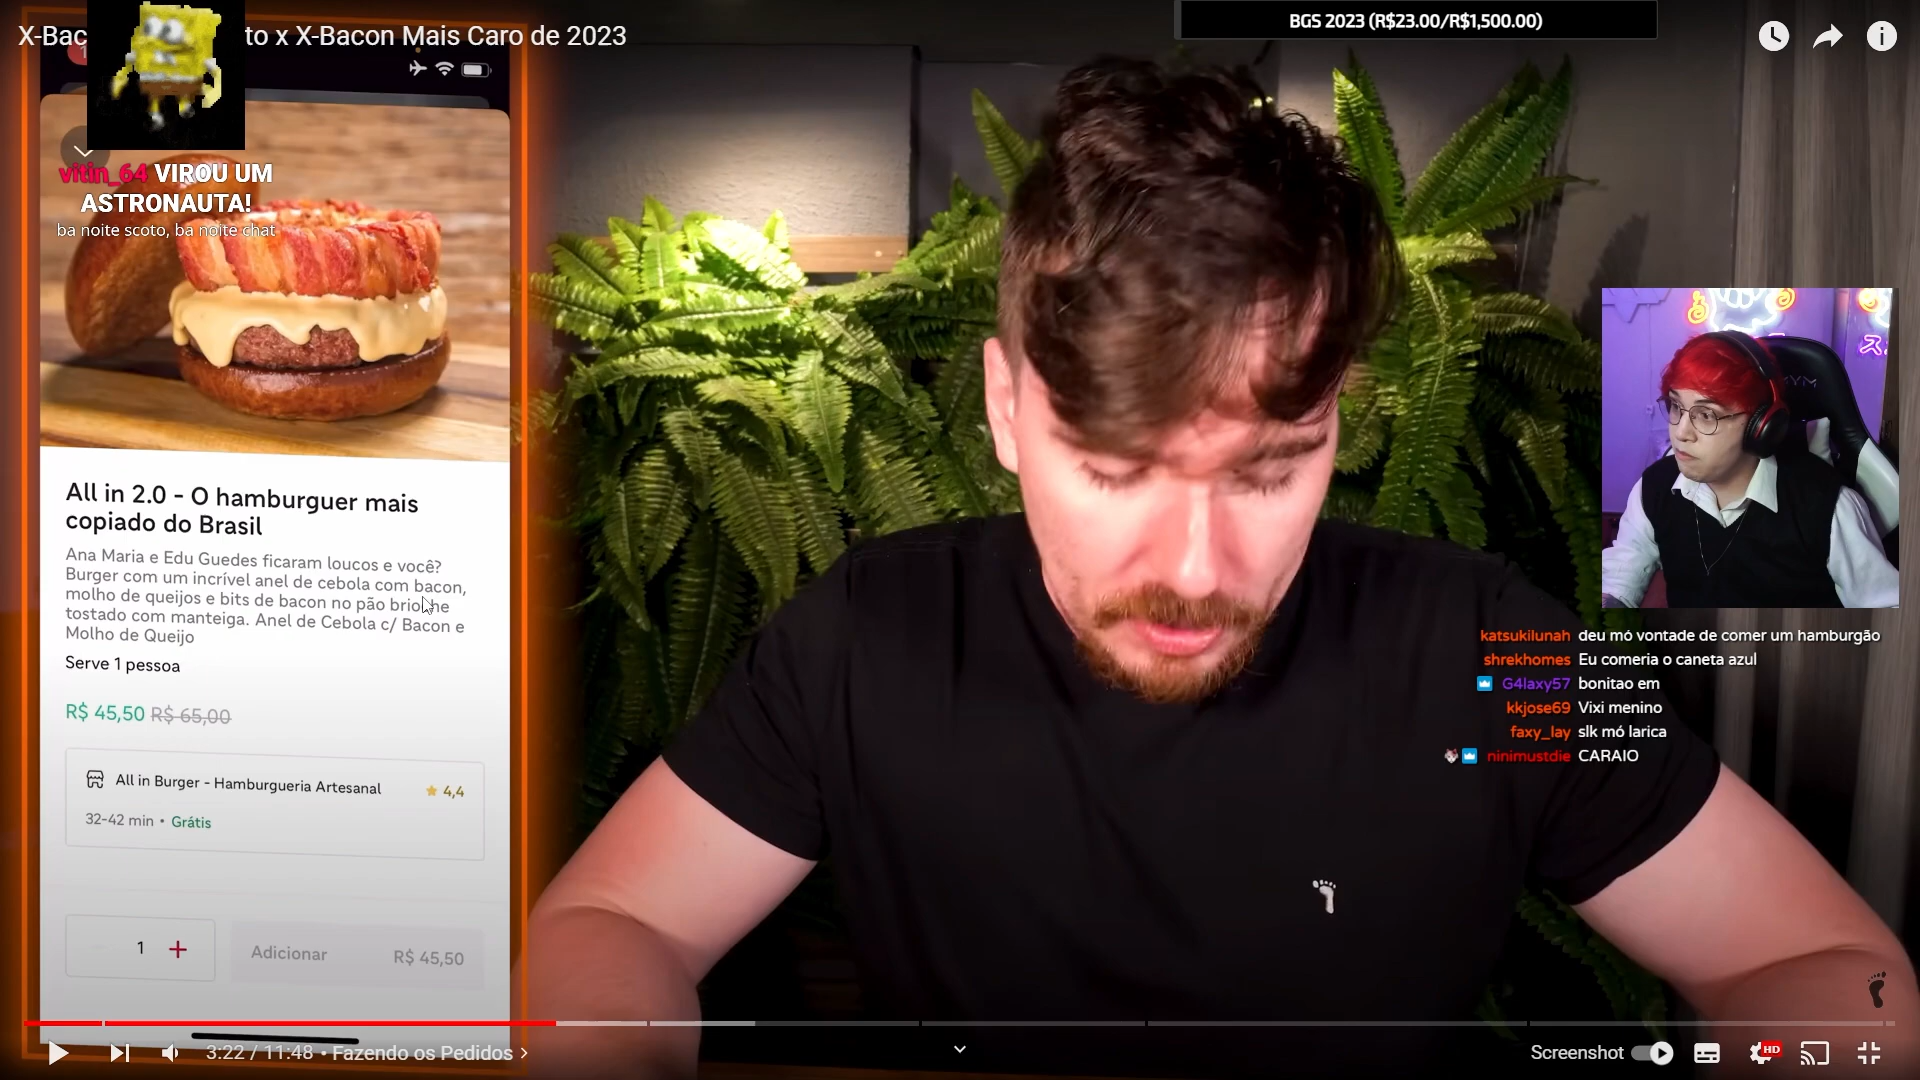 X-Bac
to x X-Bacon Mais Caro de 2023
BGS 2023 (R$23.00/R$1,500.00)
vitin_64 VIROU UM
ASTRONAUTA!
ba noite scoto, ba noite chat
All in 2.0 - O hamburguer mais
copiado do Brasil
Ana Maria e Edu Guedes ficaram loucos e você?
Burger com um incrível anel de cebola com bacon,
molho de queijos e bits de bacon no pão brioche
tostado com manteiga. Anel de Cebola c/ Bacon e
Molho de Queijo
Serve 1 pessoa
R$ 45,50 R$ 65,00
All in Burger - Hamburgueria Artesanal
4,4
32-42 min • Grátis
1
Adicionar
R$ 45,50
katsukilunah deu mó vontade de comer um hamburgão
shrekhomes Eu comeria o caneta azul
G4laxy57 bonitao em
kkjose69 Vixi menino
faxy_lay slk mó larica
ninimustdie CARAIO
3:22 / 11:48 • Fazendo os Pedidos
Screenshot
HD